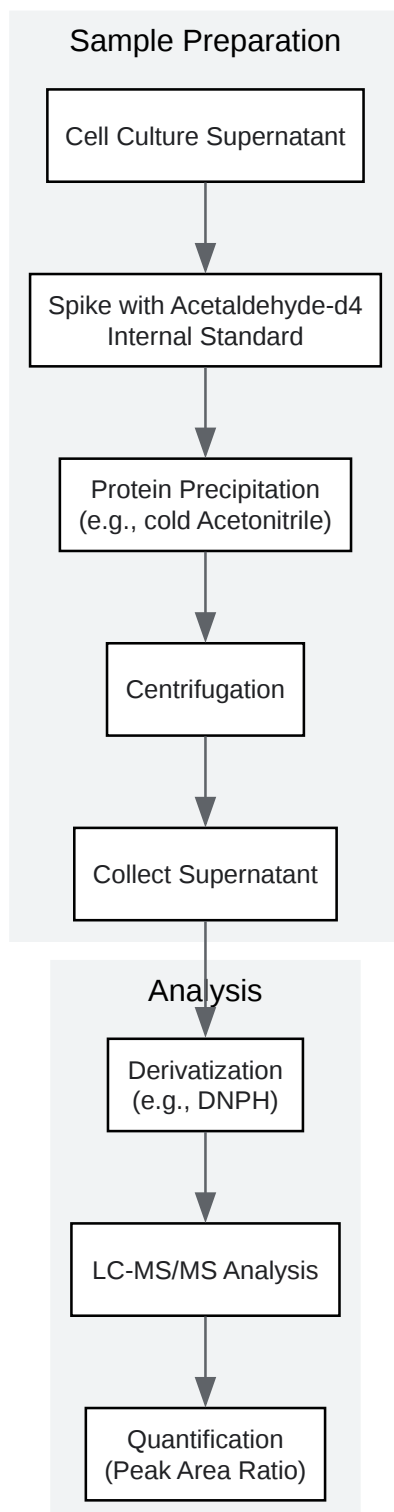 Sample Preparation
Cell Culture Supernatant
Spike with Acetaldehyde-d4
Internal Standard
Protein Precipitation
(e.g., cold Acetonitrile)
Centrifugation
Collect Supernatant
Analysis
Derivatization
(e.g., DNPH)
LC-MS/MS Analysis
Quantification
(Peak Area Ratio)